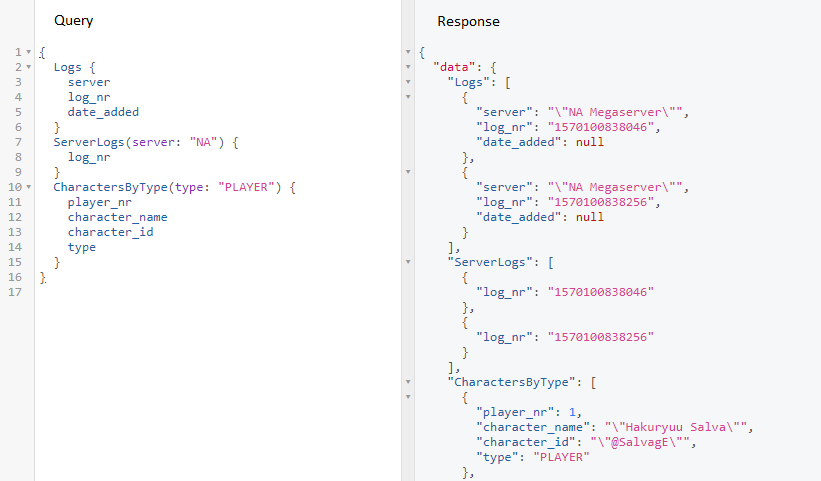 Query
1 {
2 Logs {
3 server
4 log_nr
5 date_added
6 }
7 ServerLogs(server: "NA") {
8 log_nr
9 }
10 CharactersByType(type: "PLAYER") {
11 player_nr
12 character_name
13 character_id
14 type
15 }
16 }
17
Response
{
"data": {
"Logs": [
{
"server": "\"NA Megaserver\"",
"log_nr": "1570100838046",
"date_added": null
},
{
"server": "\"NA Megaserver\"",
"log_nr": "1570100838256",
"date_added": null
}
],
"ServerLogs": [
{
"log_nr": "1570100838046"
},
{
"log_nr": "1570100838256"
}
],
"CharactersByType": [
{
"player_nr": 1,
"character_name": "\"Hakuryuu Salva\"",
"character_id": "\"@SalvagE\"",
"type": "PLAYER"
},